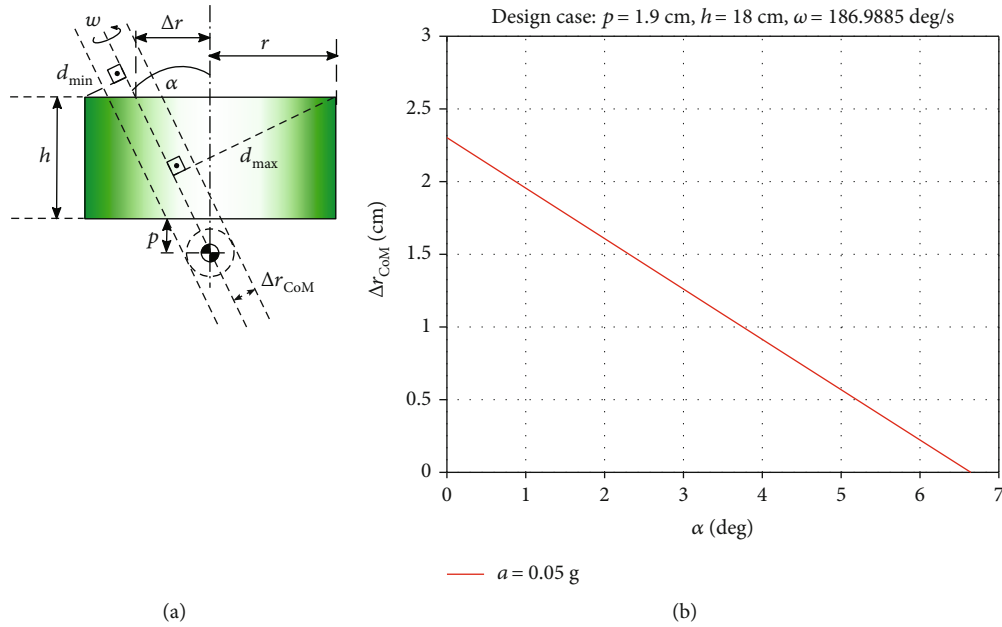 w
Δr
r
d_min
α
h
d_max
p
Δr_CoM
(a)
Design case: p = 1.9 cm, h = 18 cm, ω = 186.9885 deg/s
3
2.5
2
1.5
1
0.5
0
Δr_CoM (cm)
0 1 2 3 4 5 6 7
α (deg)
a = 0.05 g
(b)